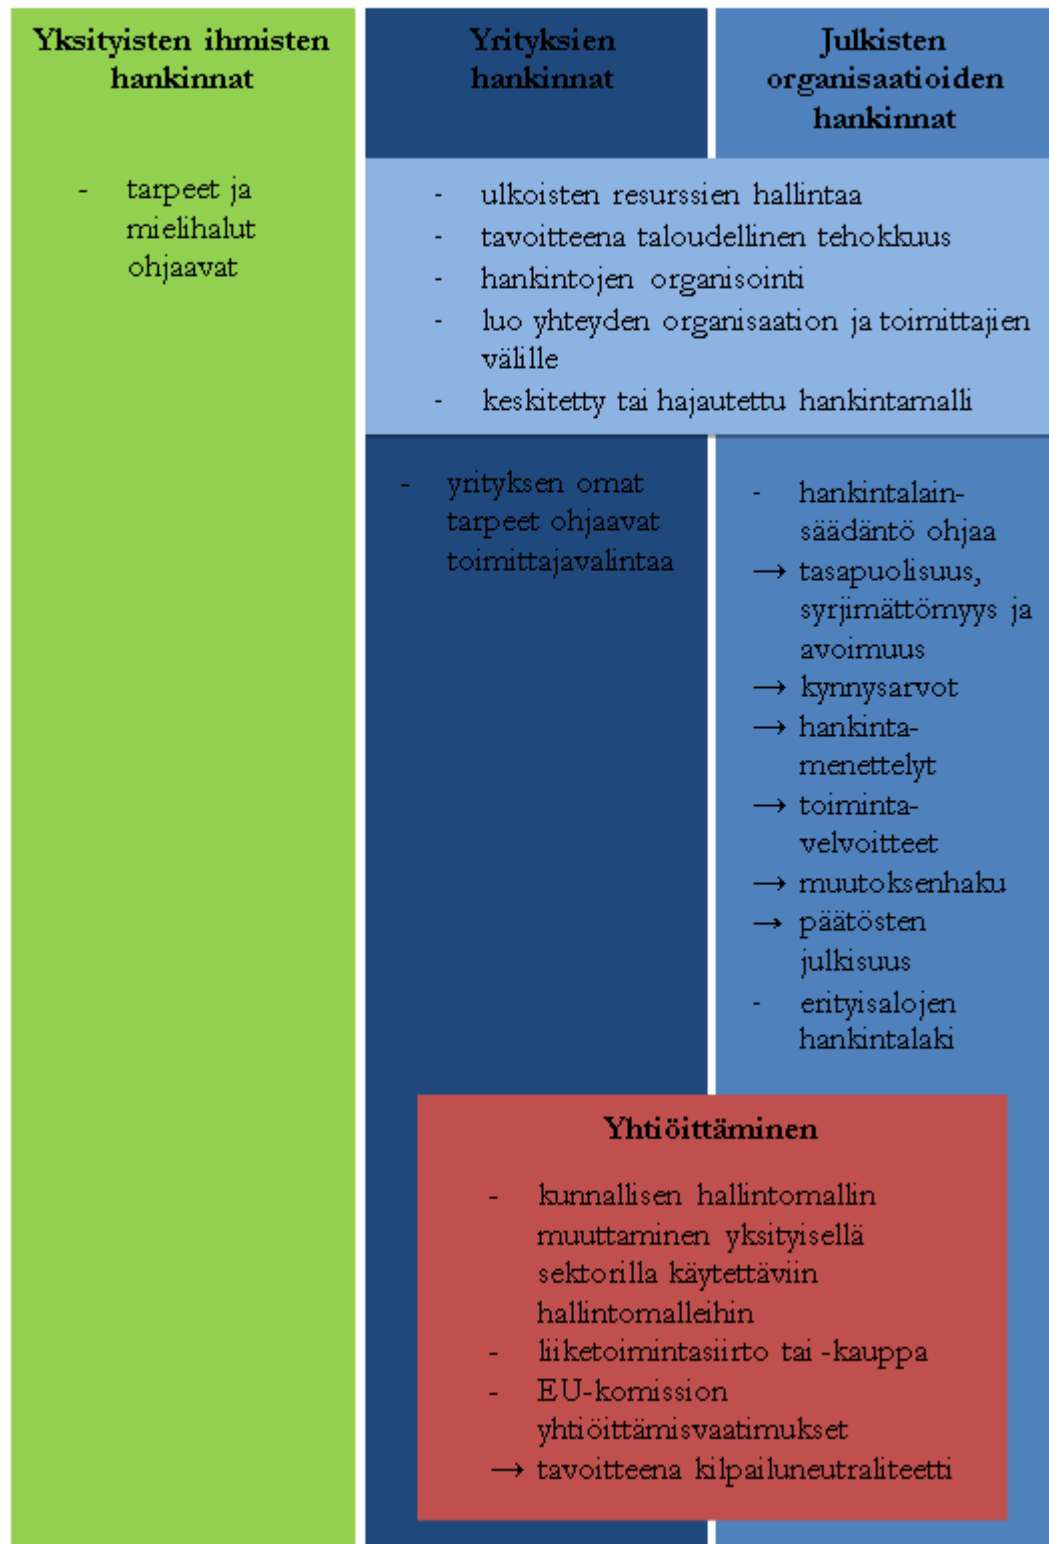 Yksityisten ihmisten
hankinnat
- tarpeet ja
mielihalut
ohjaavat
Yrityksien
hankinnat
Julkisten
organisaatioiden
hankinnat
- ulkoisten resurssien hallintaa
- tavoitteena taloudellinen tehokkuus
- hankintojen organisointi
- luo yhteyden organisaation ja toimittajien
välille
- keskitetty tai hajautettu hankintamalli
- yrityksen omat
tarpeet ohjaavat
toimittajavalintaa
- hankintalain-
säädäntö ohjaa
→ tasapuolisuus,
syrjimättömyys ja
avoimuus
→ kynnysarvot
→ hankinta-
menettelyt
→ toiminta-
velvoitteet
→ muutoksenhaku
→ päätösten
julkisuus
- erityisalojen
hankintalaki
Yhtiöittäminen
- kunnallisen hallintomallin
muuttaminen yksityisellä
sektorilla käytettäviin
hallintomalleihin
- liiketoimintasiirto tai -kauppa
- EU-komission
yhtiöittämisvaatimukset
→ tavoitteena kilpailuneutraliteetti